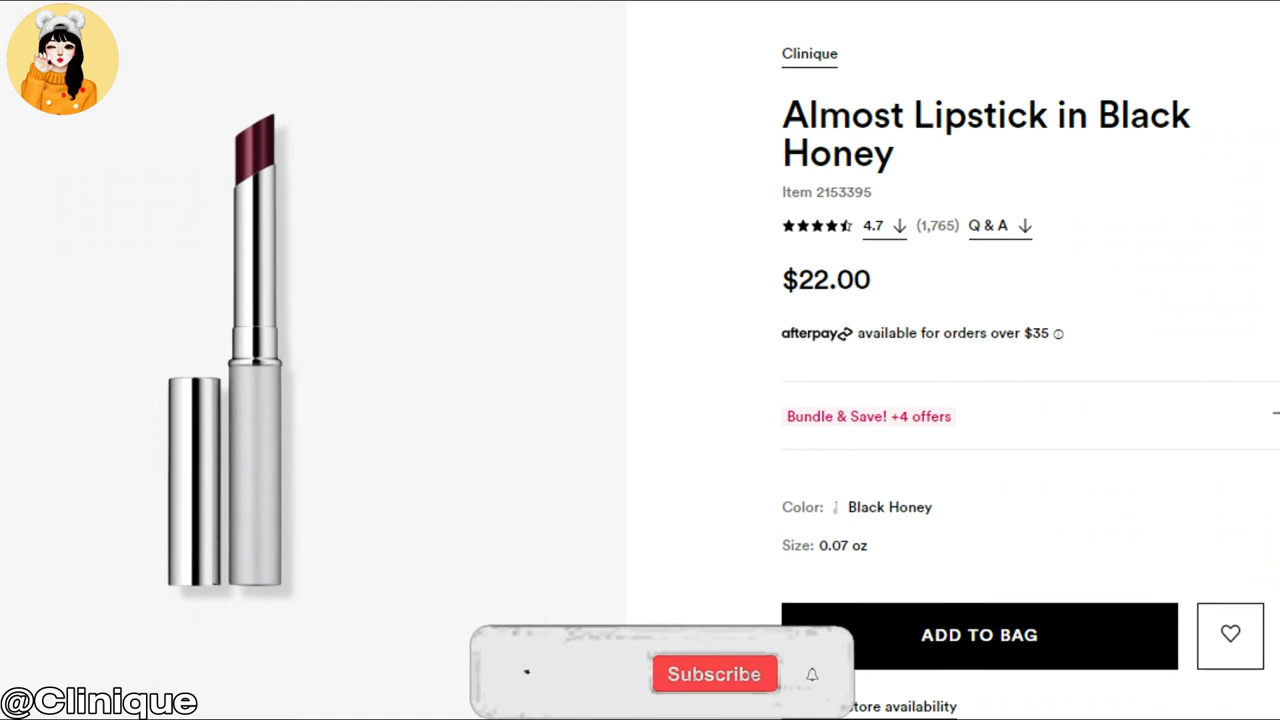 Clinique
Almost Lipstick in Black
Honey
Item 2153395
4.7 (1,765) Q & A
$22.00
afterpay available for orders over $35
Bundle & Save! +4 offers
Color: Black Honey
Size: 0.07 oz
ADD TO BAG
Subscribe
tore availability
@Clinique